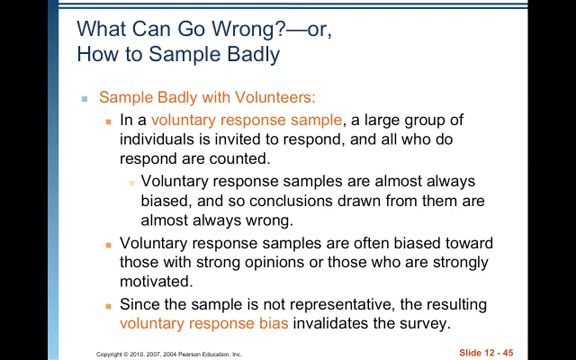 What Can Go Wrong?—or,
How to Sample Badly
Sample Badly with Volunteers:
In a voluntary response sample, a large group of
individuals is invited to respond, and all who do
respond are counted.
Voluntary response samples are almost always
biased, and so conclusions drawn from them are
almost always wrong.
Voluntary response samples are often biased toward
those with strong opinions or those who are strongly
motivated.
Since the sample is not representative, the resulting
voluntary response bias invalidates the survey.
Copyright © 2010, 2007, 2004 Pearson Education, Inc.
Slide 12 - 45